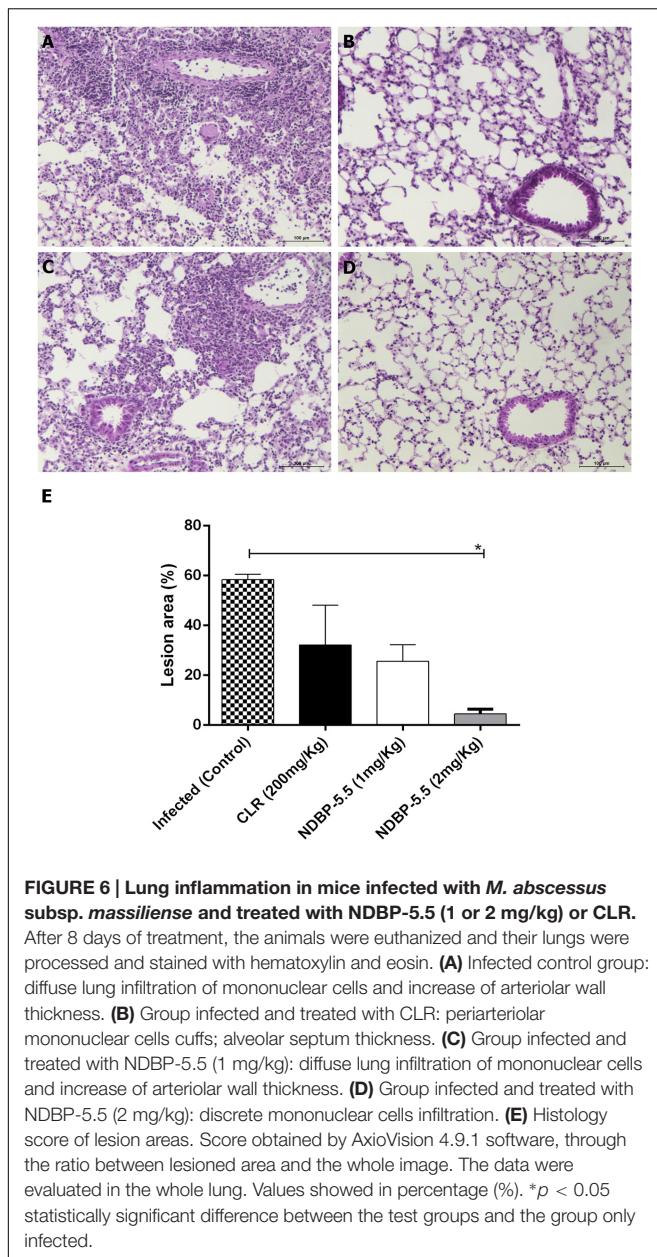 A
B
100 µm
C
D
100 µm
E
80
60
40
20
0
Lesion area (%)
*
Infected (Control)
CLR (200mg/Kg)
NDBP-5.5 (1mg/Kg)
NDBP-5.5 (2mg/Kg)
FIGURE 6 | Lung inflammation in mice infected with M. abscessus
subsp. massiliense and treated with NDBP-5.5 (1 or 2 mg/kg) or CLR.
After 8 days of treatment, the animals were euthanized and their lungs were
processed and stained with hematoxylin and eosin. (A) Infected control group:
diffuse lung infiltration of mononuclear cells and increase of arteriolar wall
thickness. (B) Group infected and treated with CLR: periarteriolar
mononuclear cells cuffs; alveolar septum thickness. (C) Group infected and
treated with NDBP-5.5 (1 mg/kg): diffuse lung infiltration of mononuclear cells
and increase of arteriolar wall thickness. (D) Group infected and treated with
NDBP-5.5 (2 mg/kg): discrete mononuclear cells infiltration. (E) Histology
score of lesion areas. Score obtained by AxioVision 4.9.1 software, through
the ratio between lesioned area and the whole image. The data were
evaluated in the whole lung. Values showed in percentage (%). *p < 0.05
statistically significant difference between the test groups and the group only
infected.